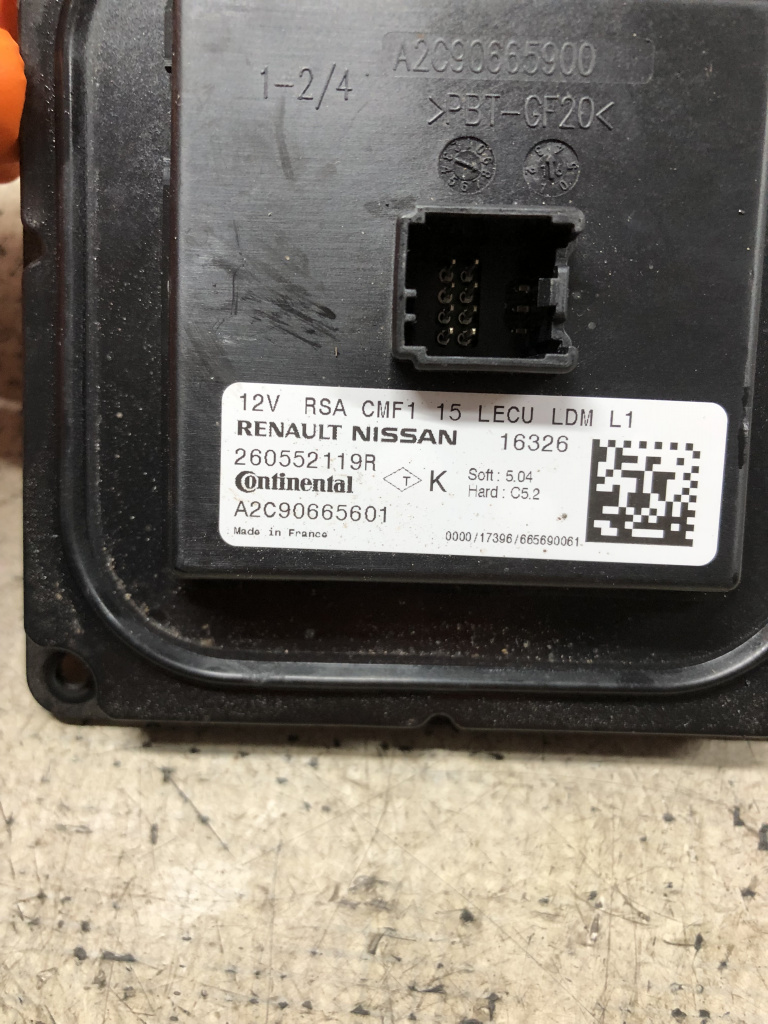 A2C90665900
1-2/4
>PBT-GF20<
12V RSA CMF1 15 LECU LDM L1
RENAULT NISSAN 16326
260552119R
Continental T K Soft : 5.04
Hard : C5.2
A2C90665601
Made in France 0000/17396/665690061